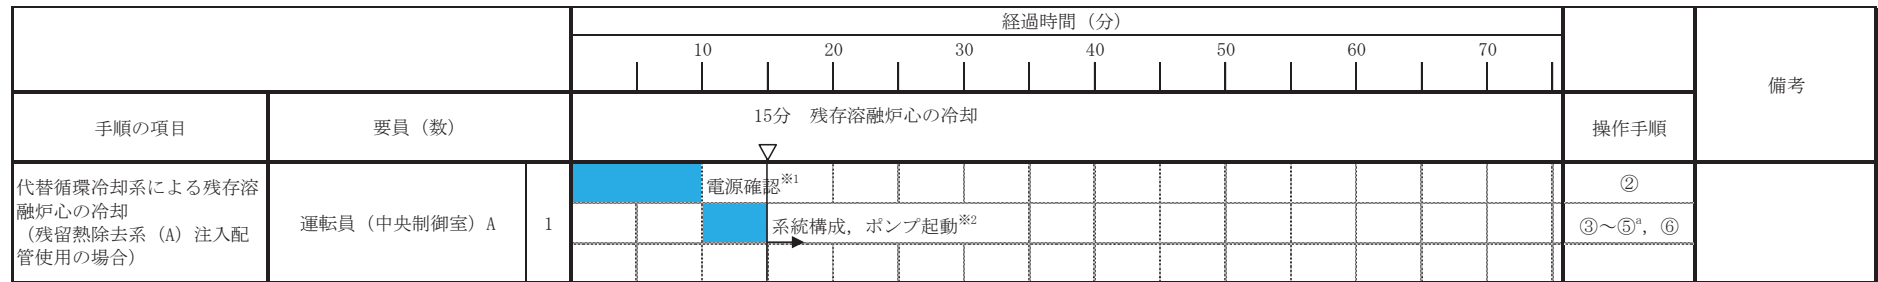 経過時間（分）
10 20 30 40 50 60 70
備考
手順の項目
要員（数）
15分 残存溶融炉心の冷却
操作手順
代替循環冷却系による残存溶
融炉心の冷却
（残留熱除去系（A）注入配
管使用の場合）
運転員（中央制御室）A
1
電源確認※1
②
系統構成，ポンプ起動※2
③～⑤a，⑥